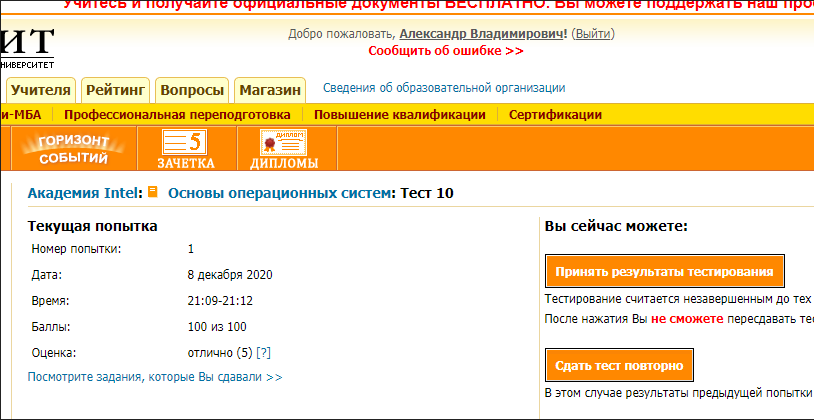 Учитесь и получайте официальные документы БЕСПЛАТНО. Вы можете поддержать наш
Добро пожаловать, Александр Владимирович! (Выйти)
Сообщить об ошибке >>
ИТ
НИВЕРСИТЕТ
Учителя Рейтинг Вопросы Магазин Сведения об образовательной организации
и-МБА Профессиональная переподготовка Повышение квалификации Сертификации
ГОРИЗОНТ СОБЫТИЙ
5 ЗАЧЕТКА
ДИПЛОМ ДИПЛОМЫ
Академия Intel: Основы операционных систем: Тест 10
Текущая попытка
Номер попытки: 1
Дата: 8 декабря 2020
Время: 21:09-21:12
Баллы: 100 из 100
Оценка: отлично (5) [?]
Посмотрите задания, которые Вы сдавали >>
Вы сейчас можете:
Принять результаты тестирования
Тестирование считается незавершенным до тех
После нажатия Вы не сможете пересдавать те
Сдать тест повторно
В этом случае результаты предыдущей попытки